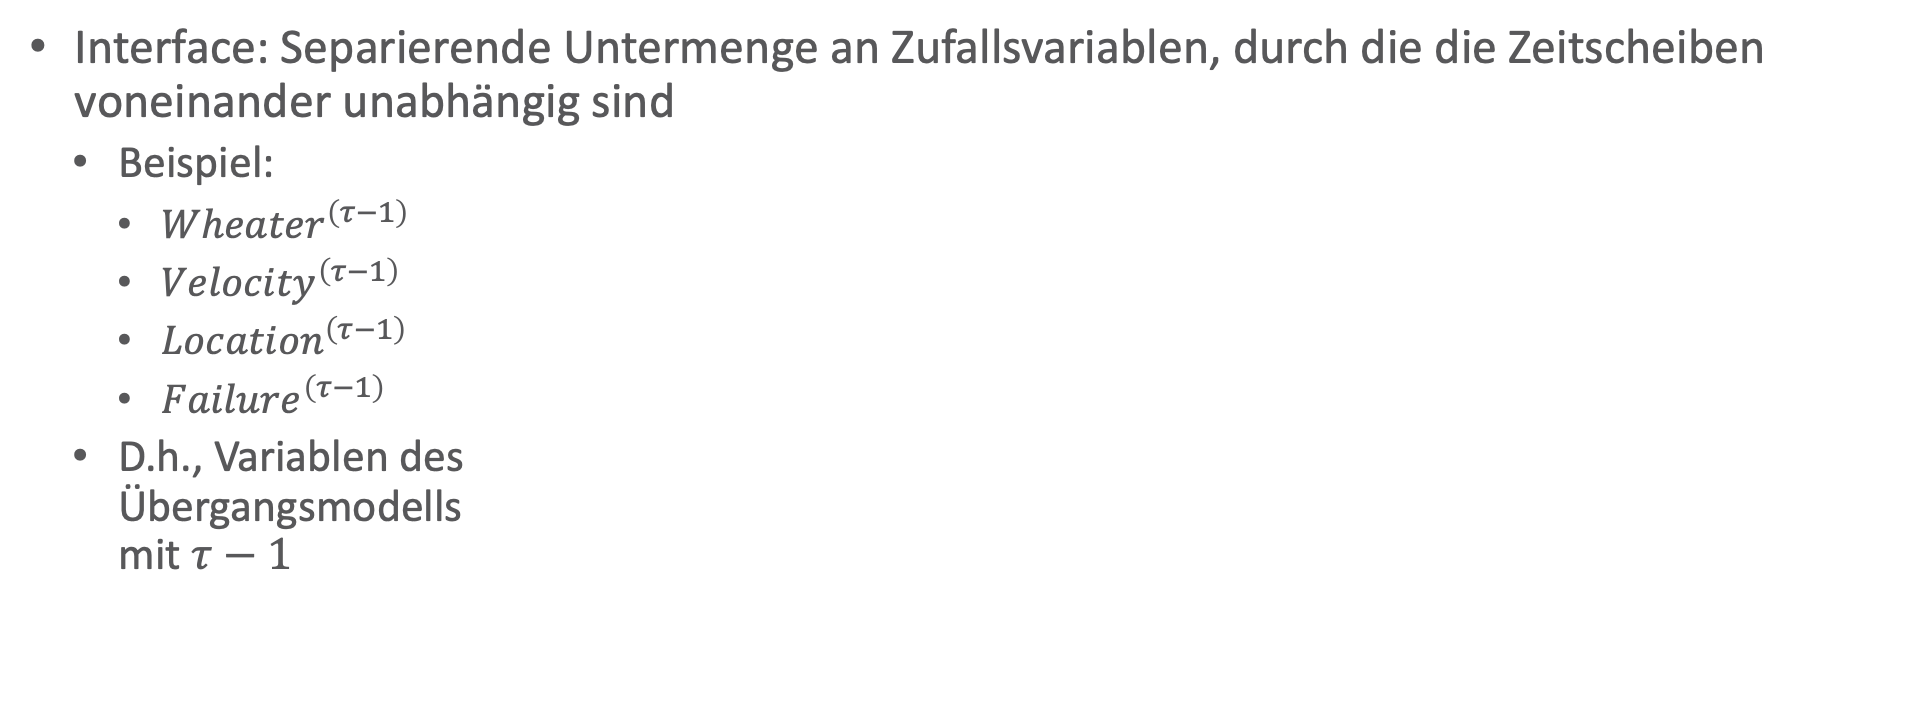 • Interface: Separierende Untermenge an Zufallsvariablen, durch die die Zeitscheiben
voneinander unabhängig sind
• Beispiel:
• Wheater^(τ−1)
• Velocity^(τ−1)
• Location^(τ−1)
• Failure^(τ−1)
• D.h., Variablen des
Übergangsmodells
mit τ − 1